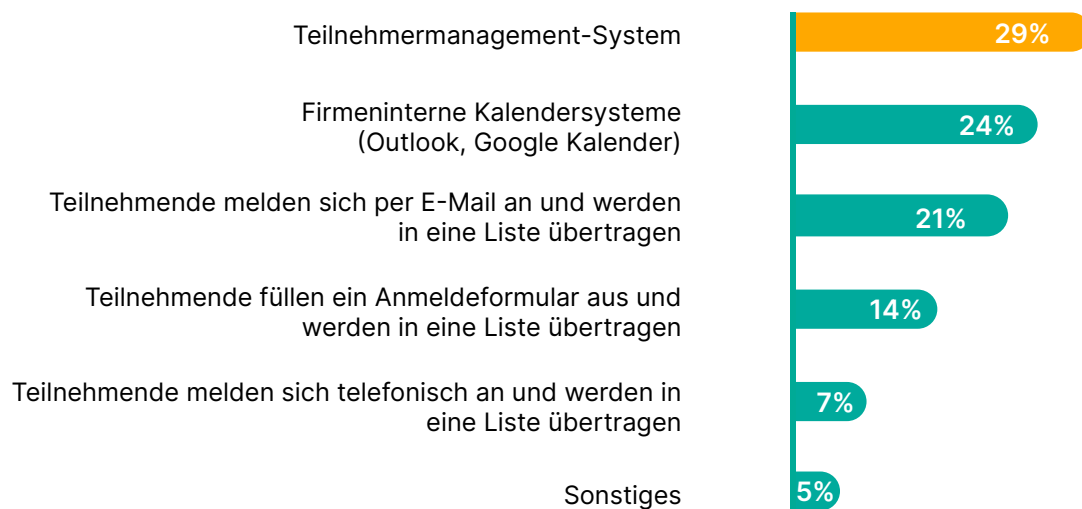 Teilnehmermanagement-System
29%
Firmeninterne Kalendersysteme
(Outlook, Google Kalender)
24%
Teilnehmende melden sich per E-Mail an und werden
in eine Liste übertragen
21%
Teilnehmende füllen ein Anmeldeformular aus und
werden in eine Liste übertragen
14%
Teilnehmende melden sich telefonisch an und werden in
eine Liste übertragen
7%
Sonstiges
5%